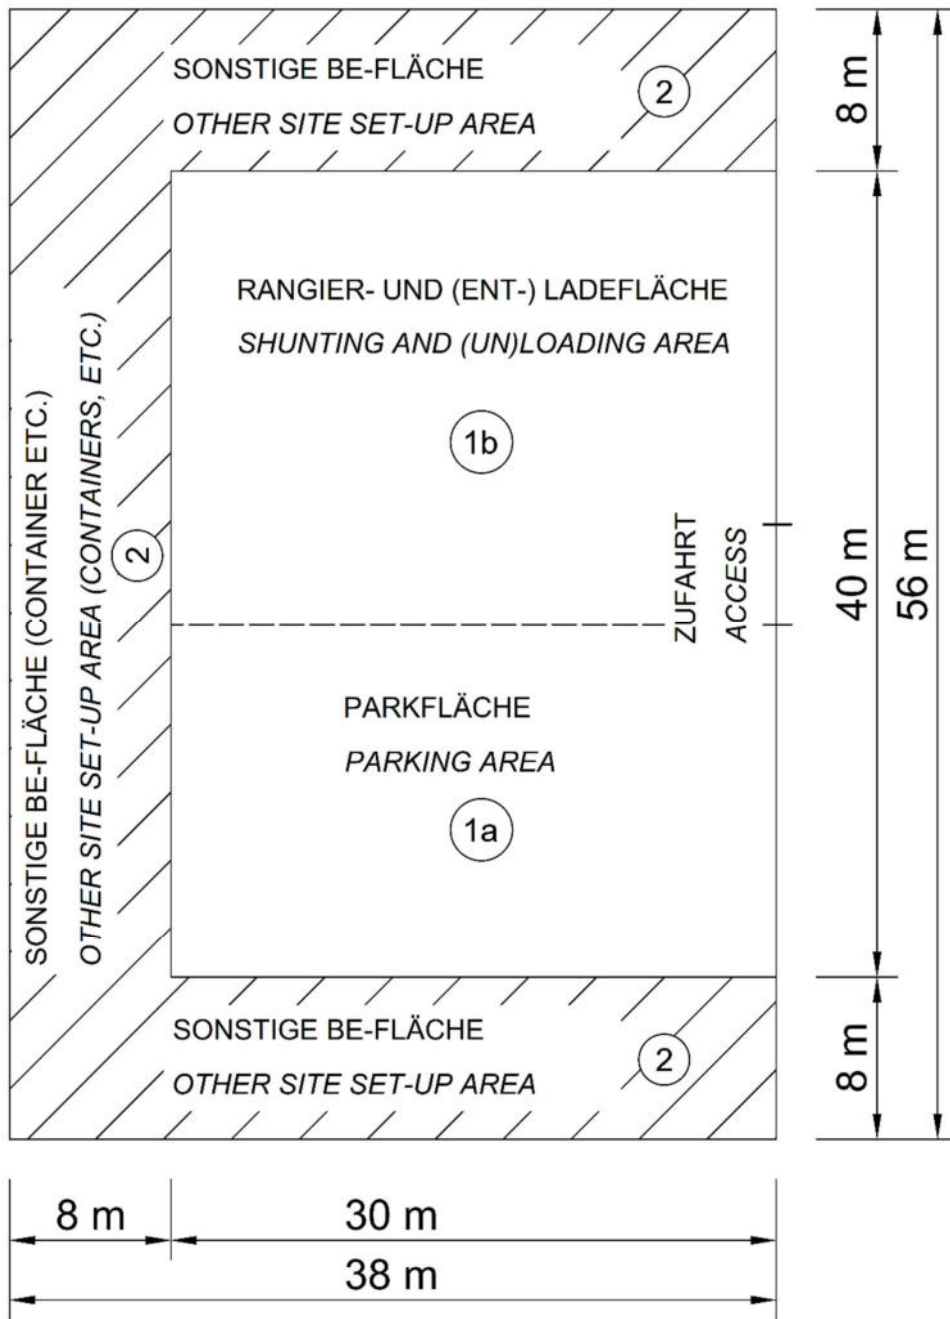 SONSTIGE BE-FLÄCHE
OTHER SITE SET-UP AREA
2
8 m
RANGIER- UND (ENT-) LADEFLÄCHE
SHUNTING AND (UN)LOADING AREA
1b
SONSTIGE BE-FLÄCHE (CONTAINER ETC.)
OTHER SITE SET-UP AREA (CONTAINERS, ETC.)
2
ZUFAHRT
ACCESS
40 m
56 m
PARKFLÄCHE
PARKING AREA
1a
SONSTIGE BE-FLÄCHE
OTHER SITE SET-UP AREA
2
8 m
8 m
30 m
38 m